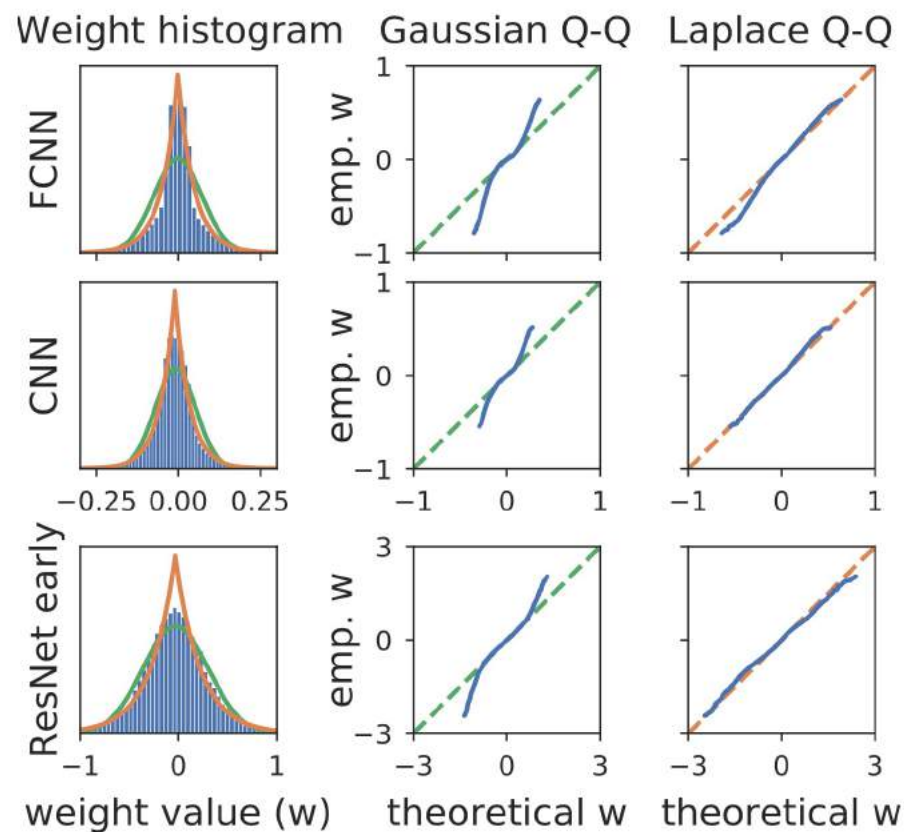 Weight histogram Gaussian Q-Q Laplace Q-Q
FCNN
emp. w
1
0
−1
CNN
−0.25 0.00 0.25
emp. w
1
0
−1
−1 0 1
−1 0 1
ResNet early
−1 0 1
weight value (w)
emp. w
3
0
−3
−3 0 3
theoretical w
−3 0 3
theoretical w